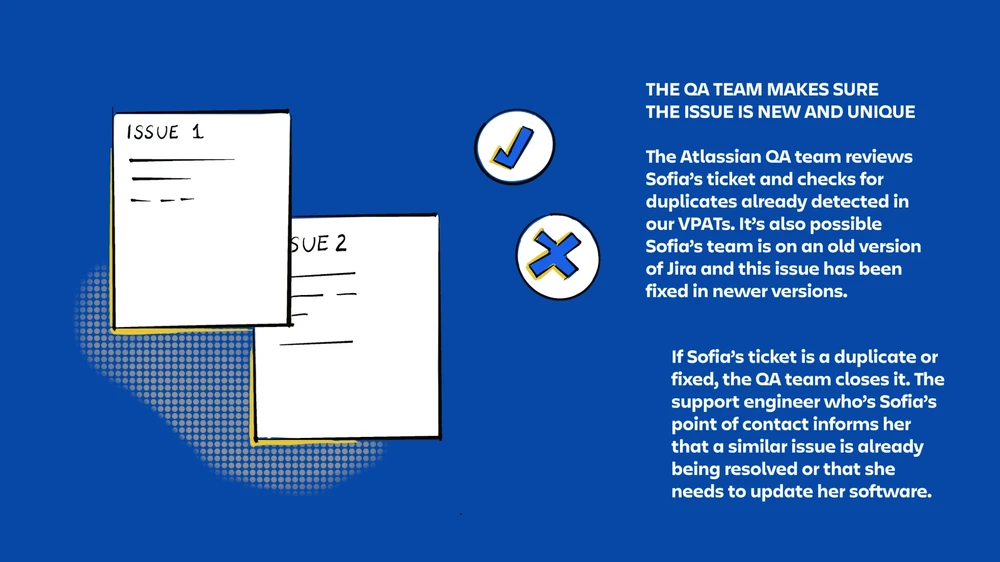 ISSUE 1
SUE 2
THE QA TEAM MAKES SURE
THE ISSUE IS NEW AND UNIQUE
The Atlassian QA team reviews
Sofia's ticket and checks for
duplicates already detected in
our VPATs. It's also possible
Sofia's team is on an old version
of Jira and this issue has been
fixed in newer versions.
If Sofia's ticket is a duplicate or
fixed, the QA team closes it. The
support engineer who's Sofia's
point of contact informs her
that a similar issue is already
being resolved or that she
needs to update her software.